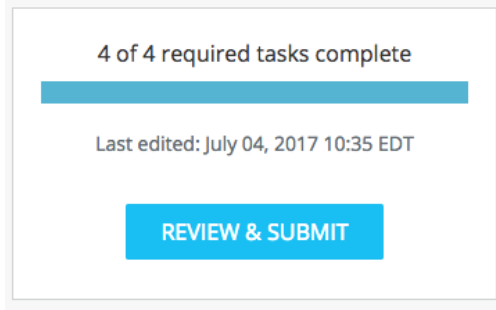 4 of 4 required tasks complete
Last edited: July 04, 2017 10:35 EDT
REVIEW & SUBMIT